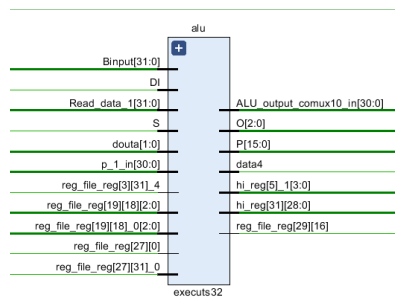 alu
Binput[31:0]
DI
Read_data_1[31:0]
S
douta[1:0]
p_1_in[30:0]
reg_file_reg[3][31]_4
reg_file_reg[19][18][2:0]
reg_file_reg[19][18]_0[2:0]
reg_file_reg[27][0]
reg_file_reg[27][31]_0
ALU_output_comux10_in[30:0]
O[2:0]
P[15:0]
data4
hi_reg[5]_1[3:0]
hi_reg[31][28:0]
reg_file_reg[29][16]
executs32